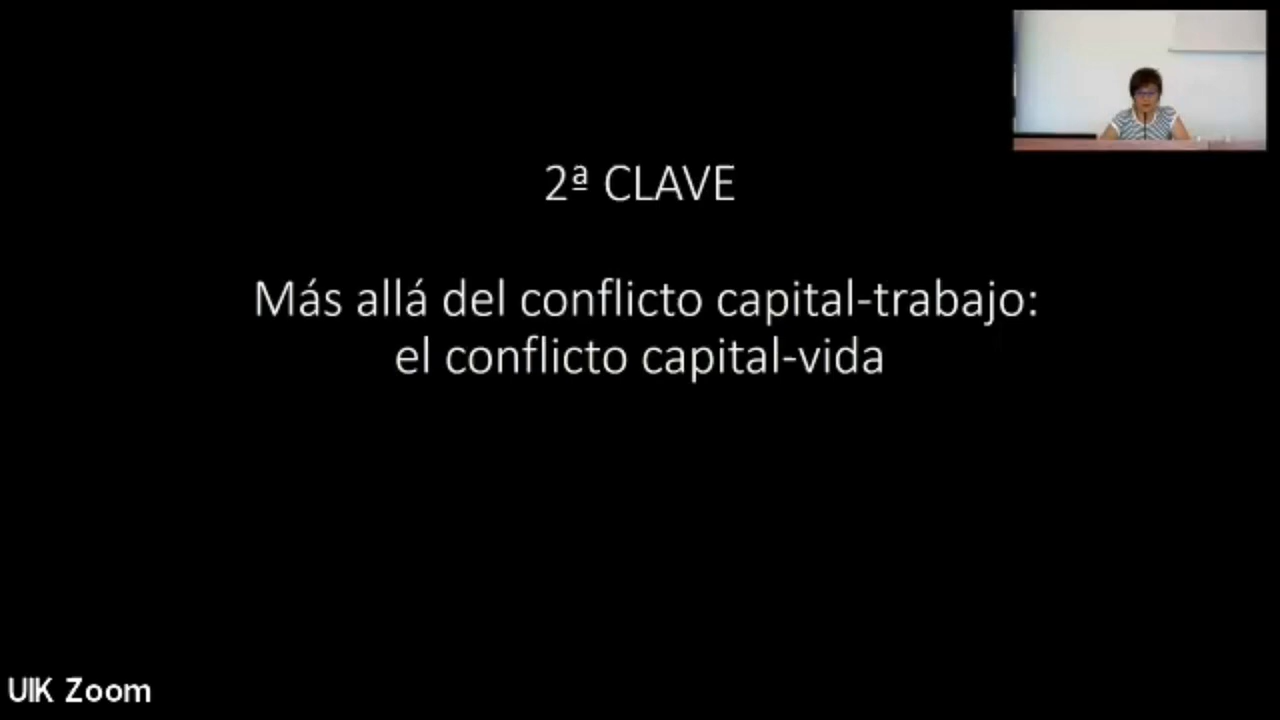 2ª CLAVE
Más allá del conflicto capital-trabajo:
el conflicto capital-vida
UIK Zoom